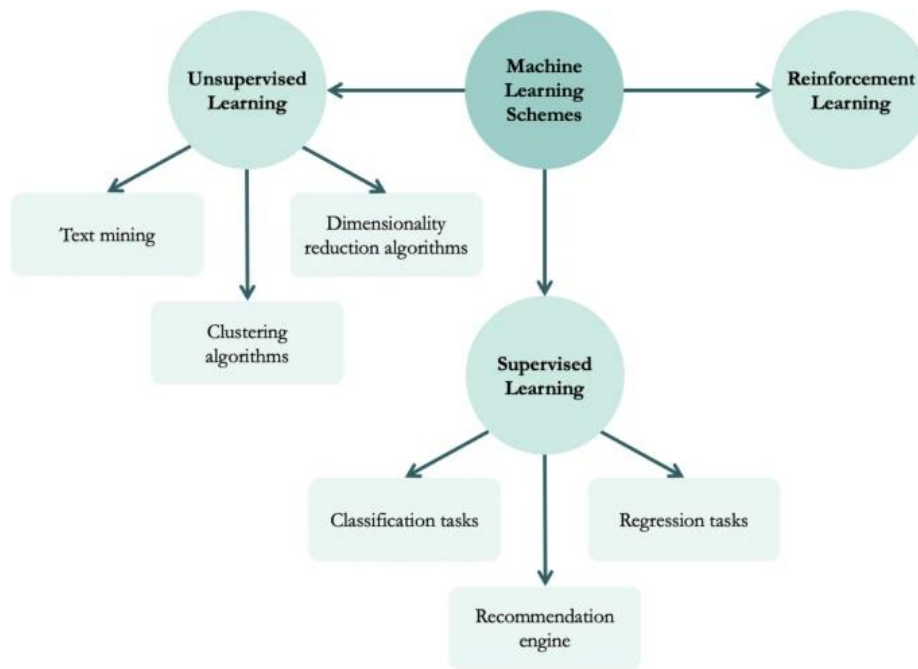 Unsupervised
Learning
Machine
Learning
Schemes
Reinforcement
Learning
Text mining
Dimensionality
reduction algorithms
Clustering
algorithms
Supervised
Learning
Classification tasks
Regression tasks
Recommendation
engine